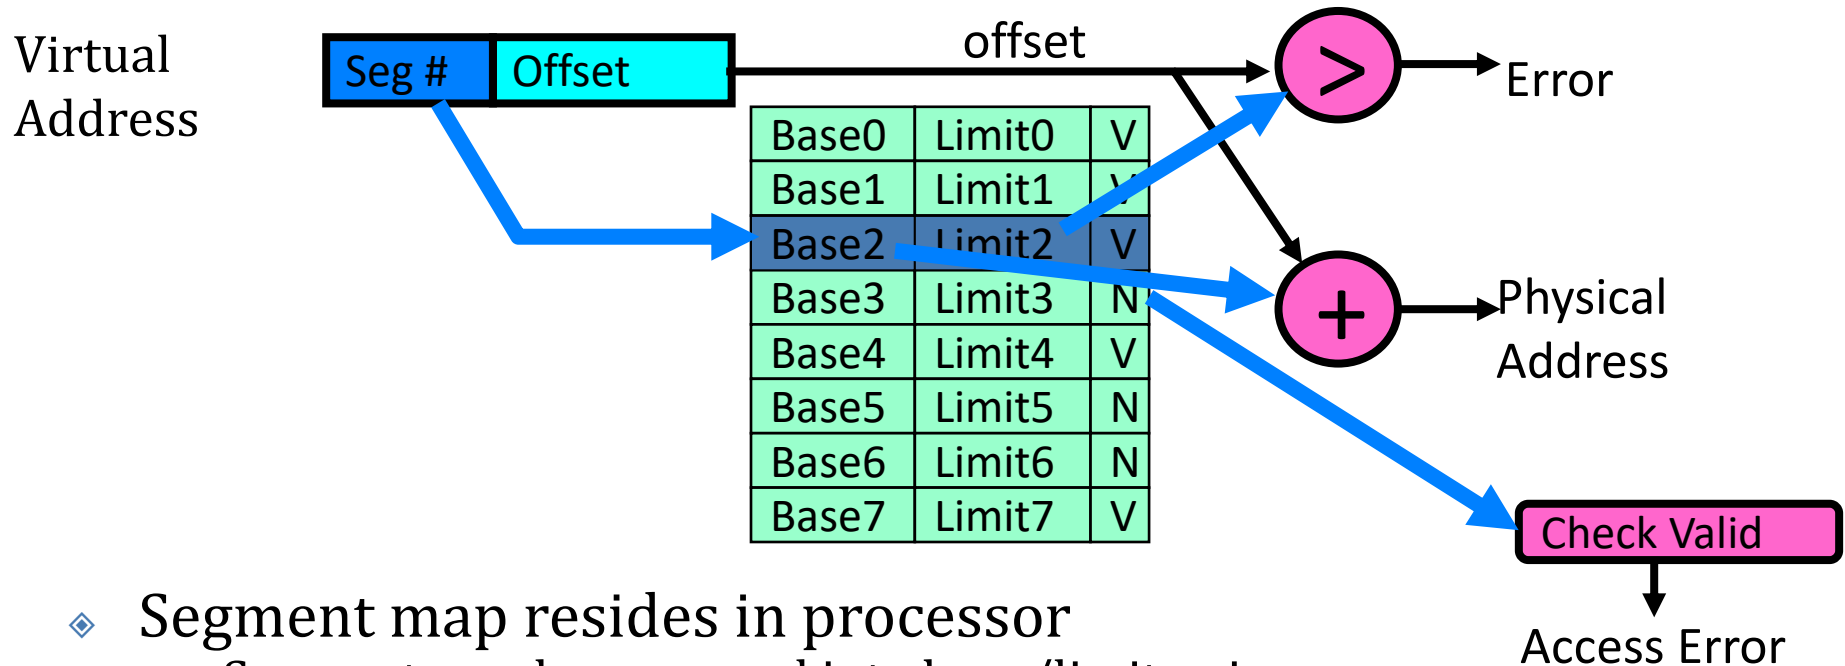 Virtual
Address
Seg # Offset
offset
>
Error
Base0 Limit0 V
Base1 Limit1 V
Base2 Limit2 V
Base3 Limit3 N
Base4 Limit4 V
Base5 Limit5 N
Base6 Limit6 N
Base7 Limit7 V
+
Physical
Address
Check Valid
Access Error
Segment map resides in processor